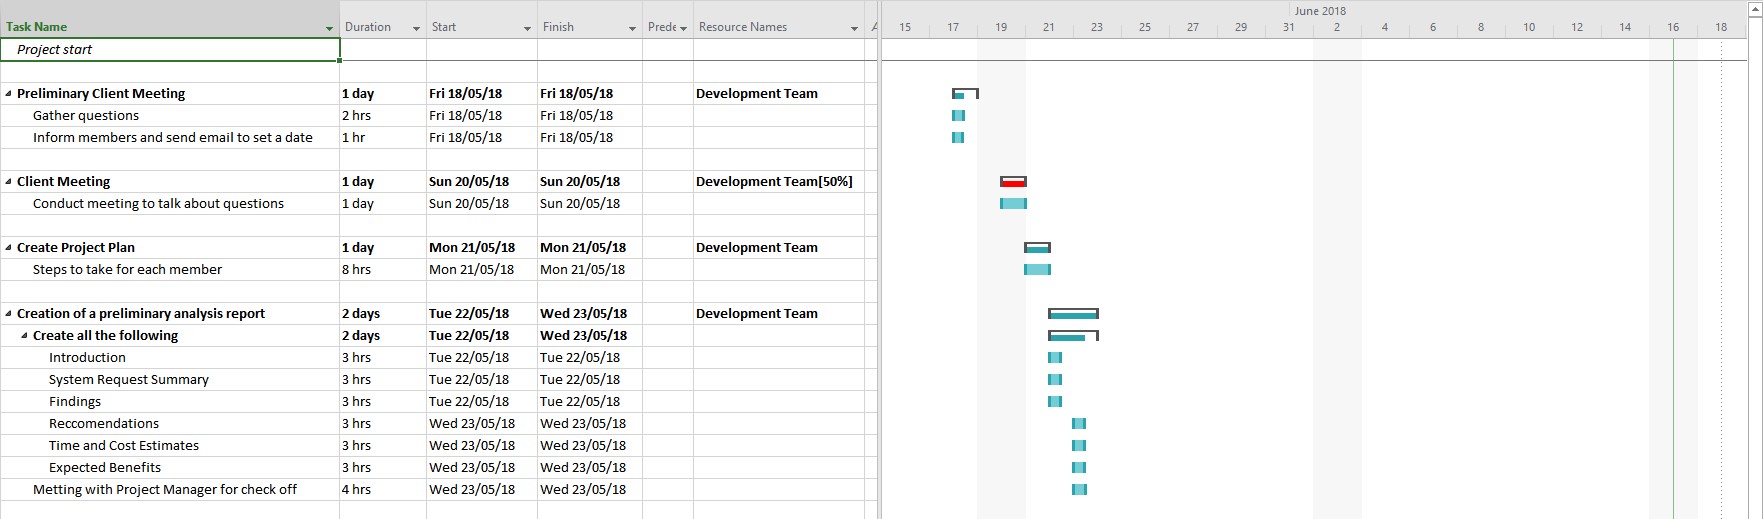 June 2018
Task Name Duration Start Finish Prede Resource Names A 15 17 19 21 23 25 27 29 31 2 4 6 8 10 12 14 16 18
Project start
Preliminary Client Meeting 1 day Fri 18/05/18 Fri 18/05/18 Development Team
Gather questions 2 hrs Fri 18/05/18 Fri 18/05/18
Inform members and send email to set a date 1 hr Fri 18/05/18 Fri 18/05/18
Client Meeting 1 day Sun 20/05/18 Sun 20/05/18 Development Team[50%]
Conduct meeting to talk about questions 1 day Sun 20/05/18 Sun 20/05/18
Create Project Plan 1 day Mon 21/05/18 Mon 21/05/18 Development Team
Steps to take for each member 8 hrs Mon 21/05/18 Mon 21/05/18
Creation of a preliminary analysis report 2 days Tue 22/05/18 Wed 23/05/18 Development Team
Create all the following 2 days Tue 22/05/18 Wed 23/05/18
Introduction 3 hrs Tue 22/05/18 Tue 22/05/18
System Request Summary 3 hrs Tue 22/05/18 Tue 22/05/18
Findings 3 hrs Tue 22/05/18 Tue 22/05/18
Reccomendations 3 hrs Wed 23/05/18 Wed 23/05/18
Time and Cost Estimates 3 hrs Wed 23/05/18 Wed 23/05/18
Expected Benefits 3 hrs Wed 23/05/18 Wed 23/05/18
Metting with Project Manager for check off 4 hrs Wed 23/05/18 Wed 23/05/18